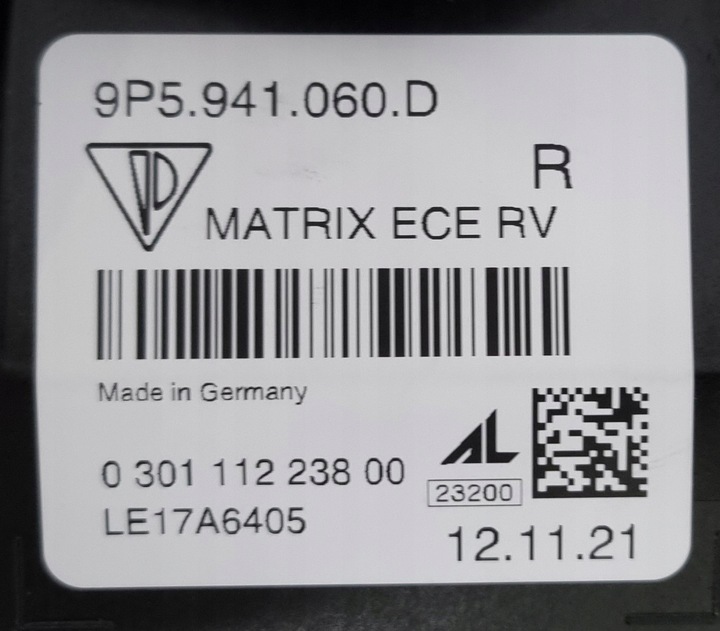 9P5.941.060.D
R
MATRIX ECE RV
Made in Germany
AL
0 301 112 238 00
23200
LE17A6405
12.11.21